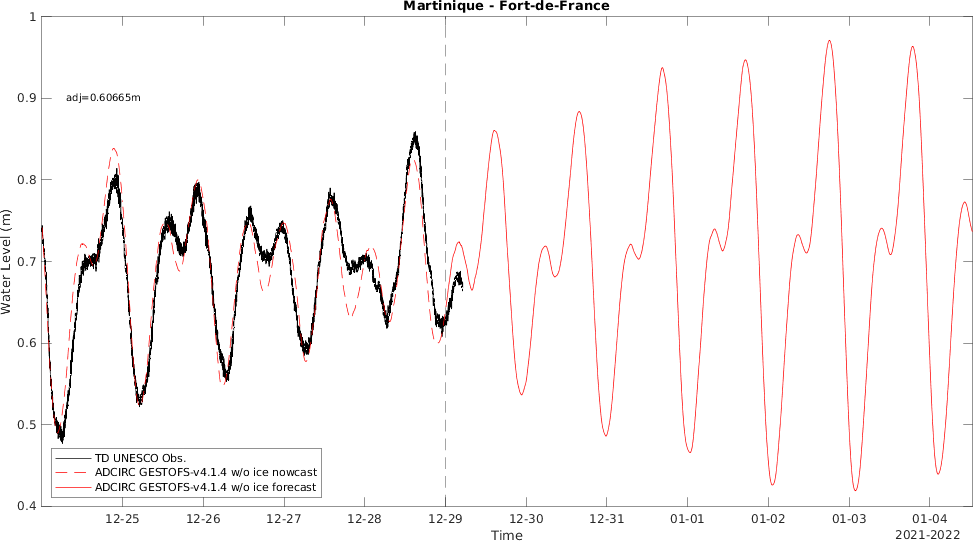 Martinique - Fort-de-France
1
0.9
0.8
0.7
0.6
0.5
0.4
Water Level (m)
adj=0.60665m
TD UNESCO Obs.
ADCIRC GESTOFS-v4.1.4 w/o ice nowcast
ADCIRC GESTOFS-v4.1.4 w/o ice forecast
12-25 12-26 12-27 12-28 12-29 12-30 12-31 01-01 01-02 01-03 01-04
Time
2021-2022